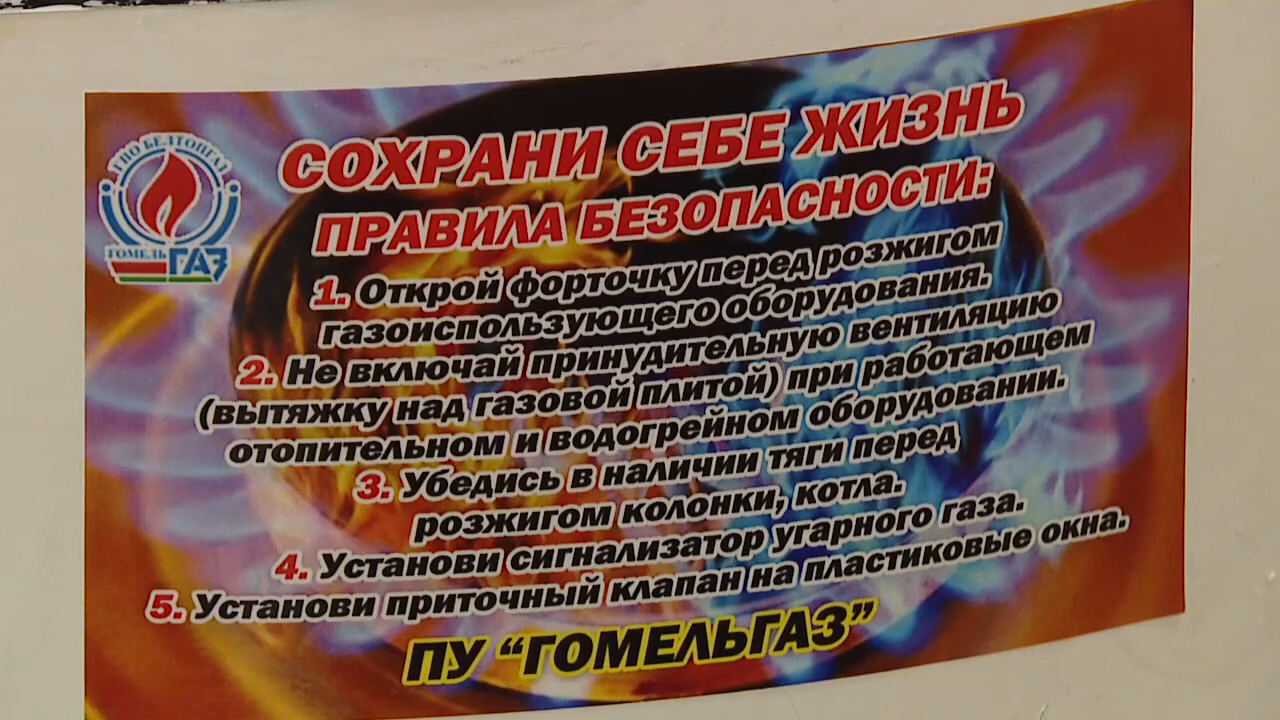 ГПО БЕЛТОПГАЗ
ГОМЕЛЬ
ГАЗ
СОХРАНИ СЕБЕ ЖИЗНЬ
ПРАВИЛА БЕЗОПАСНОСТИ:
1. Открой форточку перед розжигом
газоиспользующего оборудования.
2. Не включай принудительную вентиляцию
(вытяжку над газовой плитой) при работающем
отопительном и водогрейном оборудовании.
3. Убедись в наличии тяги перед
розжигом колонки, котла.
4. Установи сигнализатор угарного газа.
5. Установи приточный клапан на пластиковые окна.
ПУ “ГОМЕЛЬГАЗ”